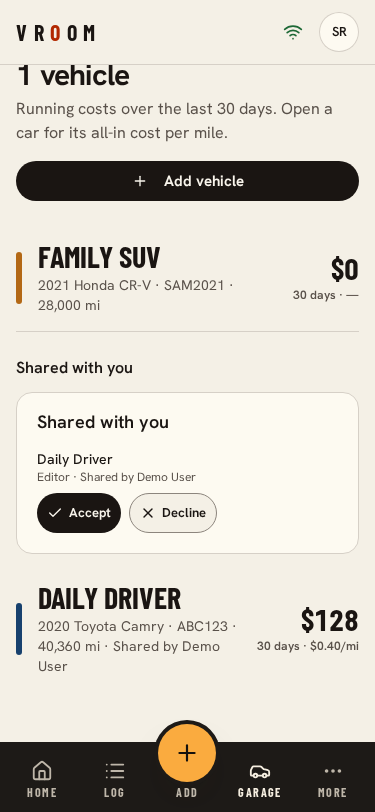 VROOM
SR
1 vehicle
Running costs over the last 30 days. Open a
car for its all-in cost per mile.
Add vehicle
FAMILY SUV
2021 Honda CR-V · SAM2021 ·
28,000 mi
$0
30 days · —
Shared with you
Shared with you
Daily Driver
Editor · Shared by Demo User
Accept
Decline
DAILY DRIVER
2020 Toyota Camry · ABC123 ·
40,360 mi · Shared by Demo
User
$128
30 days · $0.40/mi
HOME
LOG
ADD
GARAGE
MORE